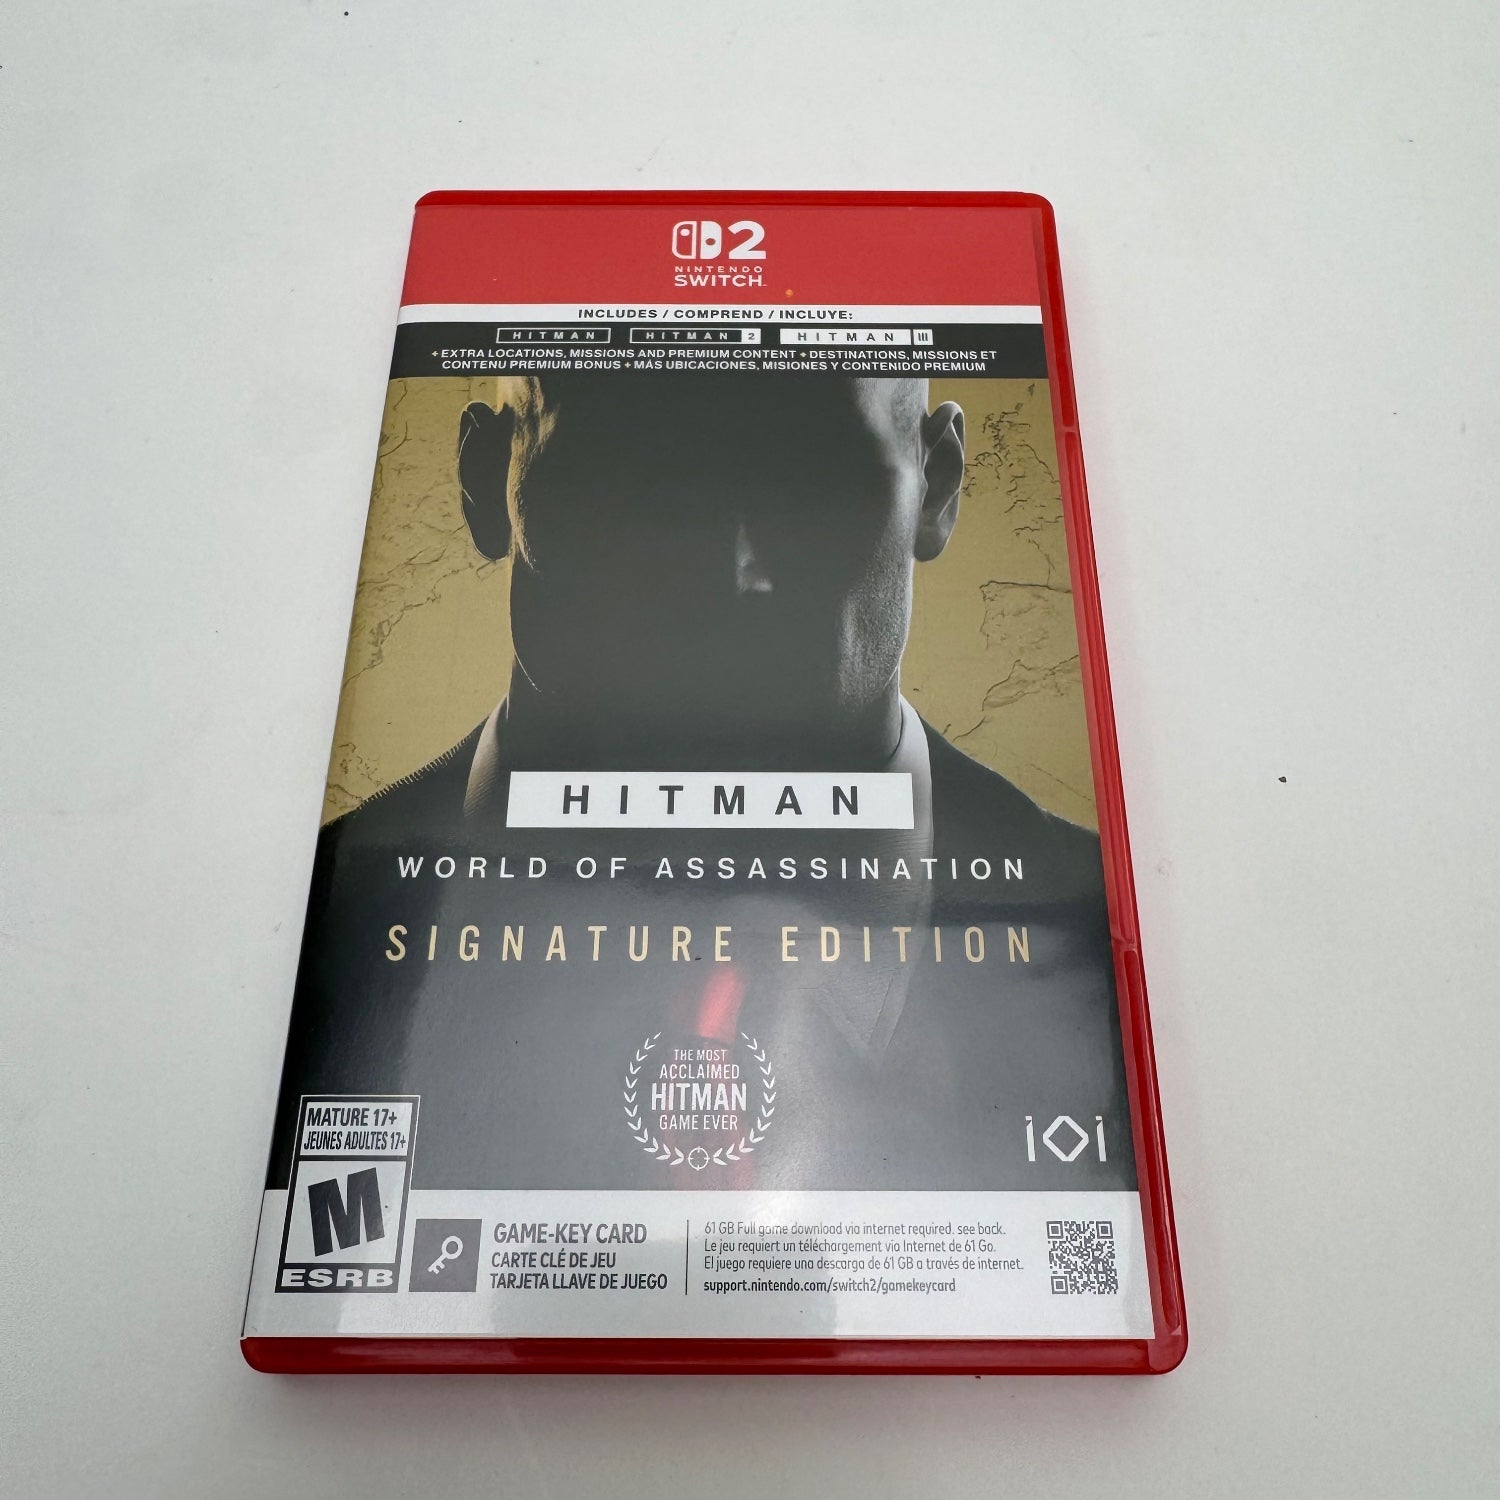 2
NINTENDO
SWITCH™
INCLUDES / COMPREND / INCLUYE:
HITMAN HITMAN 2 HITMAN III
+ EXTRA LOCATIONS, MISSIONS AND PREMIUM CONTENT + DESTINATIONS, MISSIONS ET
CONTENU PREMIUM BONUS + MÁS UBICACIONES, MISIONES Y CONTENIDO PREMIUM
HITMAN
WORLD OF ASSASSINATION
SIGNATURE EDITION
THE MOST
ACCLAIMED
HITMAN
GAME EVER
IOI
MATURE 17+
JEUNES ADULTES 17+
M
ESRB
GAME-KEY CARD
CARTE CLÉ DE JEU
TARJETA LLAVE DE JUEGO
61 GB Full game download via internet required. see back.
Le jeu requiert un téléchargement via Internet de 61 Go.
El juego requiere una descarga de 61 GB a través de internet.
support.nintendo.com/switch2/gamekeycard